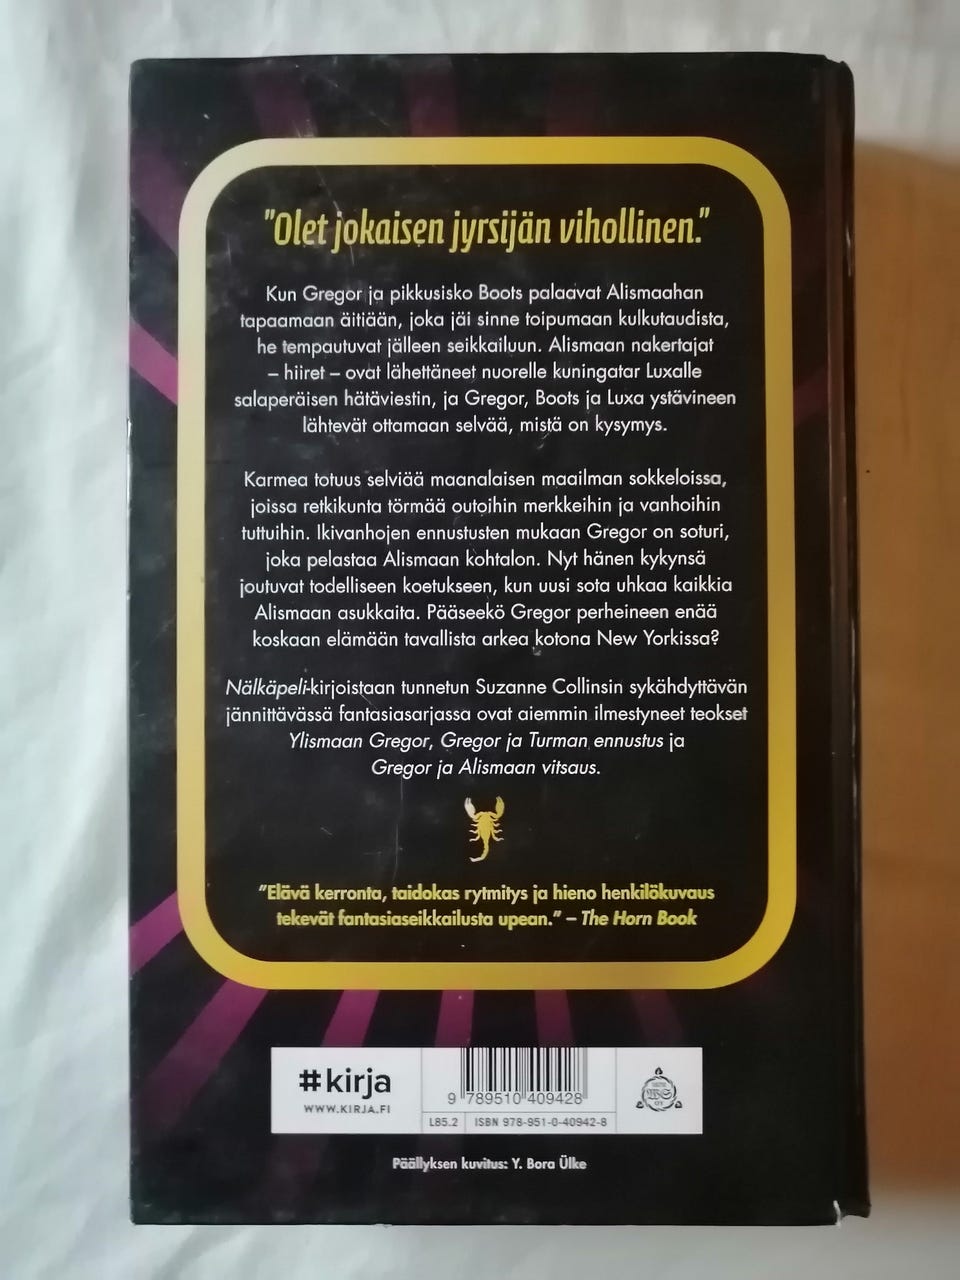 "Olet jokaisen jyrsijän vihollinen."
Kun Gregor ja pikkusisko Boots palaavat Alismaahan
tapaamaan äitiään, joka jäi sinne toipumaan kulkutaudista,
he tempautuvat jälleen seikkailuun. Alismaan nakertajat
– hiiret – ovat lähettäneet nuorelle kuningatar Luxalle
salaperäisen hätäviestin, ja Gregor, Boots ja Luxa ystävineen
lähtevät ottamaan selvää, mistä on kysymys.
Karmea totuus selviää maanalaisen maailman sokkeloissa,
joissa retkikunta törmää outoihin merkkeihin ja vanhoihin
tuttuihin. Ikivanhojen ennustusten mukaan Gregor on soturi,
joka pelastaa Alismaan kohtalon. Nyt hänen kykynsä
joutuvat todelliseen koetukseen, kun uusi sota uhkaa kaikkia
Alismaan asukkaita. Pääseekö Gregor perheineen enää
koskaan elämään tavallista arkea kotona New Yorkissa?
Nälkäpeli-kirjoistaan tunnetun Suzanne Collinsin sykähdyttävän
jännittävässä fantasiasarjassa ovat aiemmin ilmestyneet teokset
Ylismaan Gregor, Gregor ja Turman ennustus ja
Gregor ja Alismaan vitsaus.
"Elävä kerronta, taidokas rytmitys ja hieno henkilökuvaus
tekevät fantasiaseikkailusta upean." – The Horn Book
#kirja
WWW.KIRJA.FI
9 789510 409428
L85.2 ISBN 978-951-0-40942-8
Päällyksen kuvitus: Y. Bora Ülke